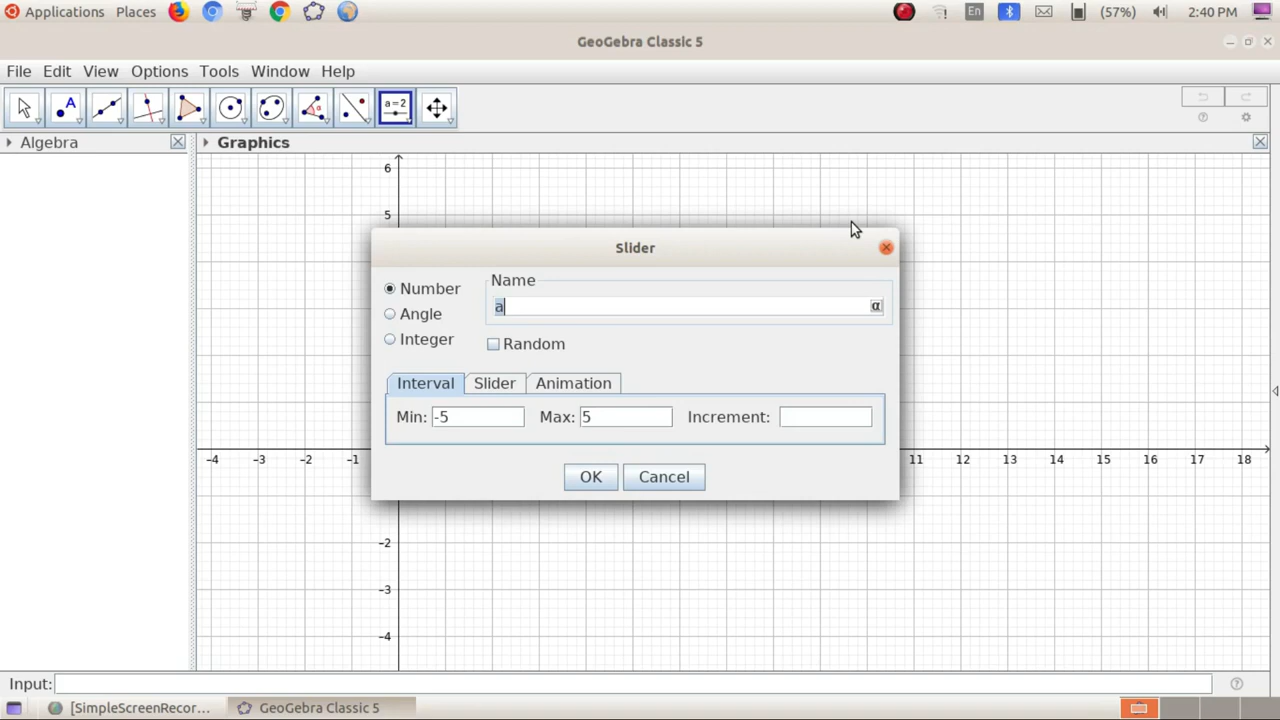 Applications Places En (57%) 2:40 PM
GeoGebra Classic 5
File Edit View Options Tools Window Help
A α a=2
Algebra Graphics
6
5
Slider
Number Name
a α
Angle
Integer Random
Interval Slider Animation
Min: -5 Max: 5 Increment:
-4 -3 -2 -1 11 12 13 14 15 16 17 18
OK Cancel
-2
-3
-4
Input:
[SimpleScreenRecor... GeoGebra Classic 5